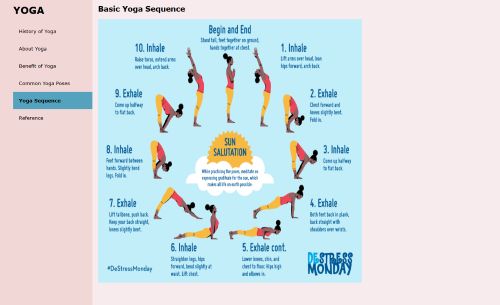 YOGA
History of Yoga
About Yoga
Benefit of Yoga
Common Yoga Poses
Yoga Sequence
Reference
Basic Yoga Sequence
Begin and End
Stand tall, feet together on ground,
hands together at chest.
10. Inhale
Raise torso, extend arms
over head, arch back.
1. Inhale
Lift arms over head, lean
hips forward, arch back.
9. Exhale
Come up halfway
to flat back.
2. Exhale
Chest forward and
knees slightly bent.
Fold in.
8. Inhale
Feet forward between
hands. Slightly bend
legs. Fold in.
SUN
SALUTATION
While practicing the poses, meditate on
expressing gratitude for the sun, which
makes all life on earth possible.
3. Inhale
Come up halfway
to flat back.
7. Exhale
Lift tailbone, push back.
Keep your back straight,
knees slightly bent.
4. Exhale
Both feet back in plank,
back straight with
shoulders over wrists.
6. Inhale
Straighten legs, hips
forward, bend slightly at
waist. Lift chest.
5. Exhale cont.
Lower knees, chin, and
chest to floor. Hips high
and elbows in.
#DeStressMonday
DESTRESS
MONDAY